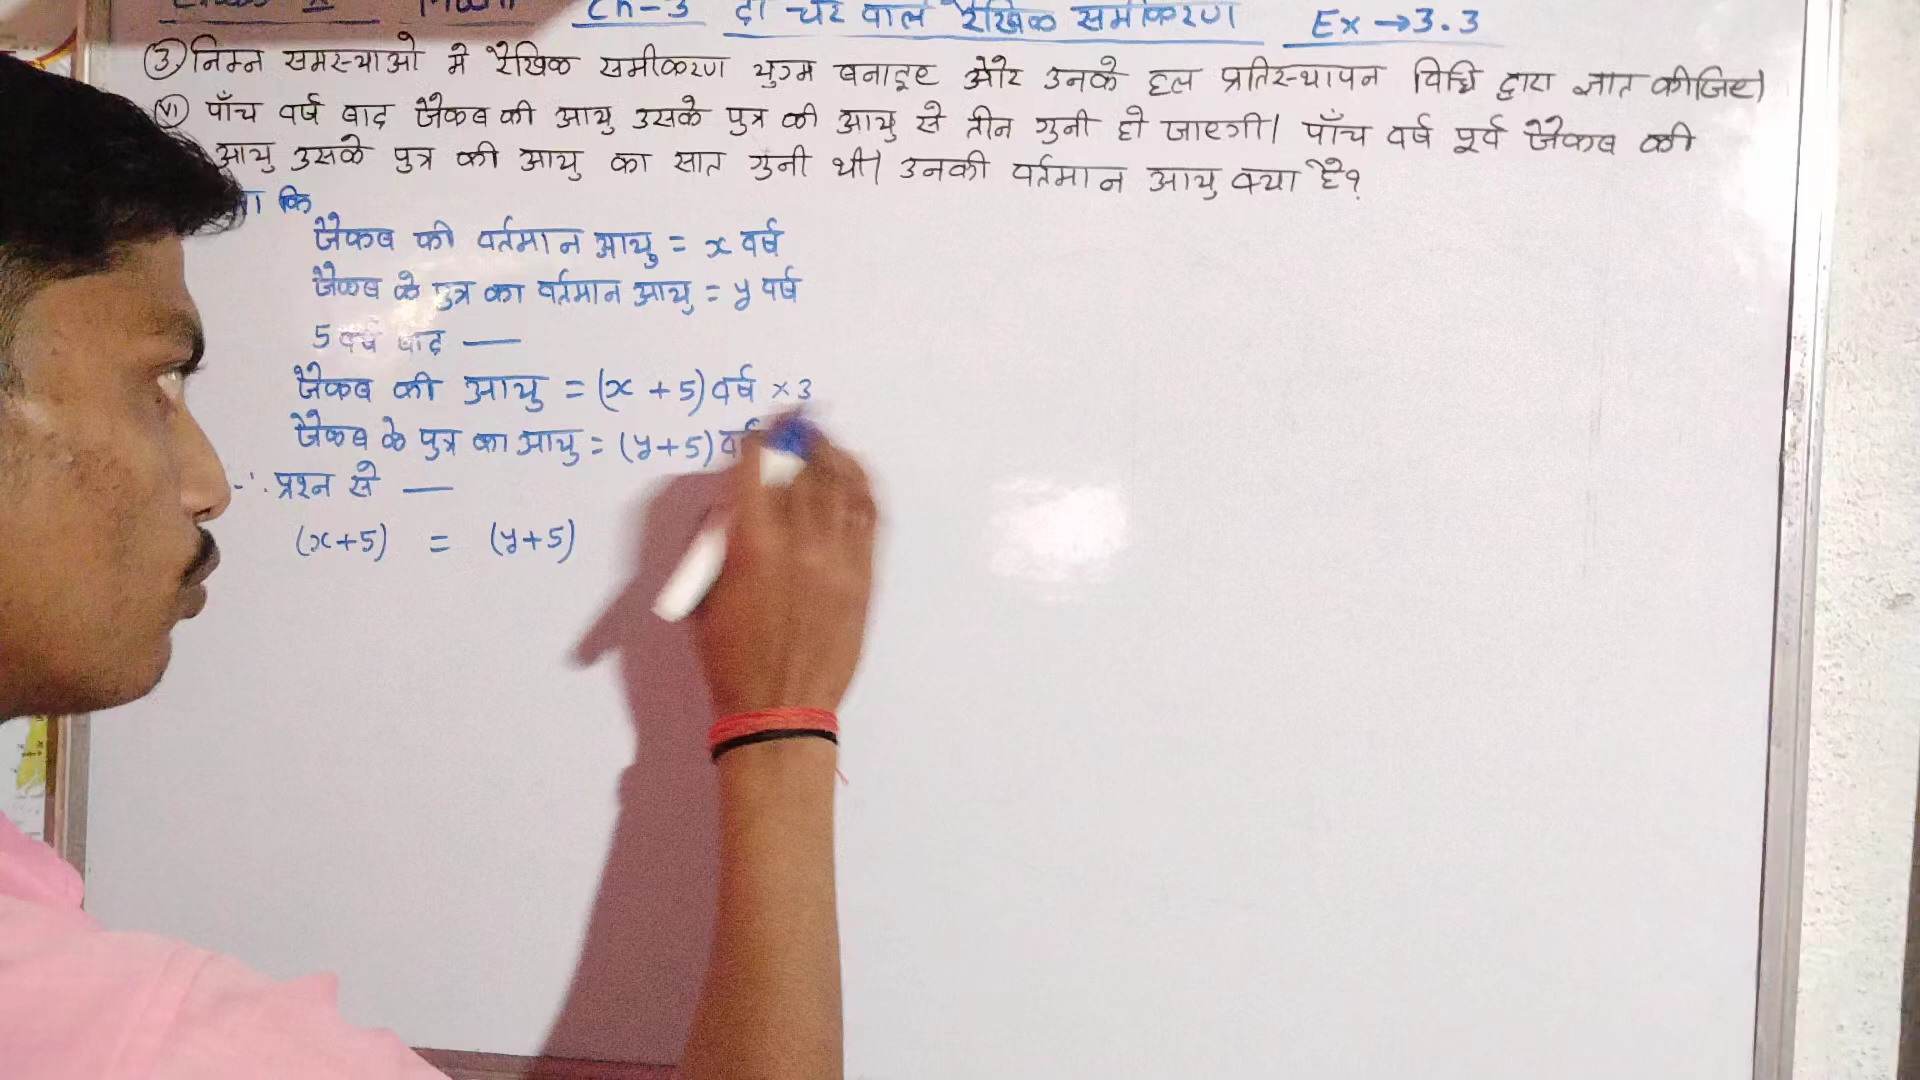 Ch-3 दो चर वाले रैखिक समीकरण Ex→3.3
③ निम्न समस्याओ मे रैखिक समीकरण युग्म बनाइए और उनके हल प्रतिस्थापन विधि द्वारा ज्ञात कीजिए।
(vi) पाँच वर्ष बाद जैकब की आयु उसके पुत्र की आयु से तीन गुनी हो जाएगी। पाँच वर्ष पूर्व जैकब की
आयु उसके पुत्र की आयु का सात गुनी थी। उनकी वर्तमान आयु क्या है?
कि
जैकब की वर्तमान आयु = x वर्ष
जैकब के पुत्र का वर्तमान आयु = y वर्ष
5 वर्ष बाद —
जैकब की आयु = (x + 5) वर्ष × 3
जैकब के पुत्र का आयु = (y+5)
∴ प्रश्न से —
(x+5) = (y+5)